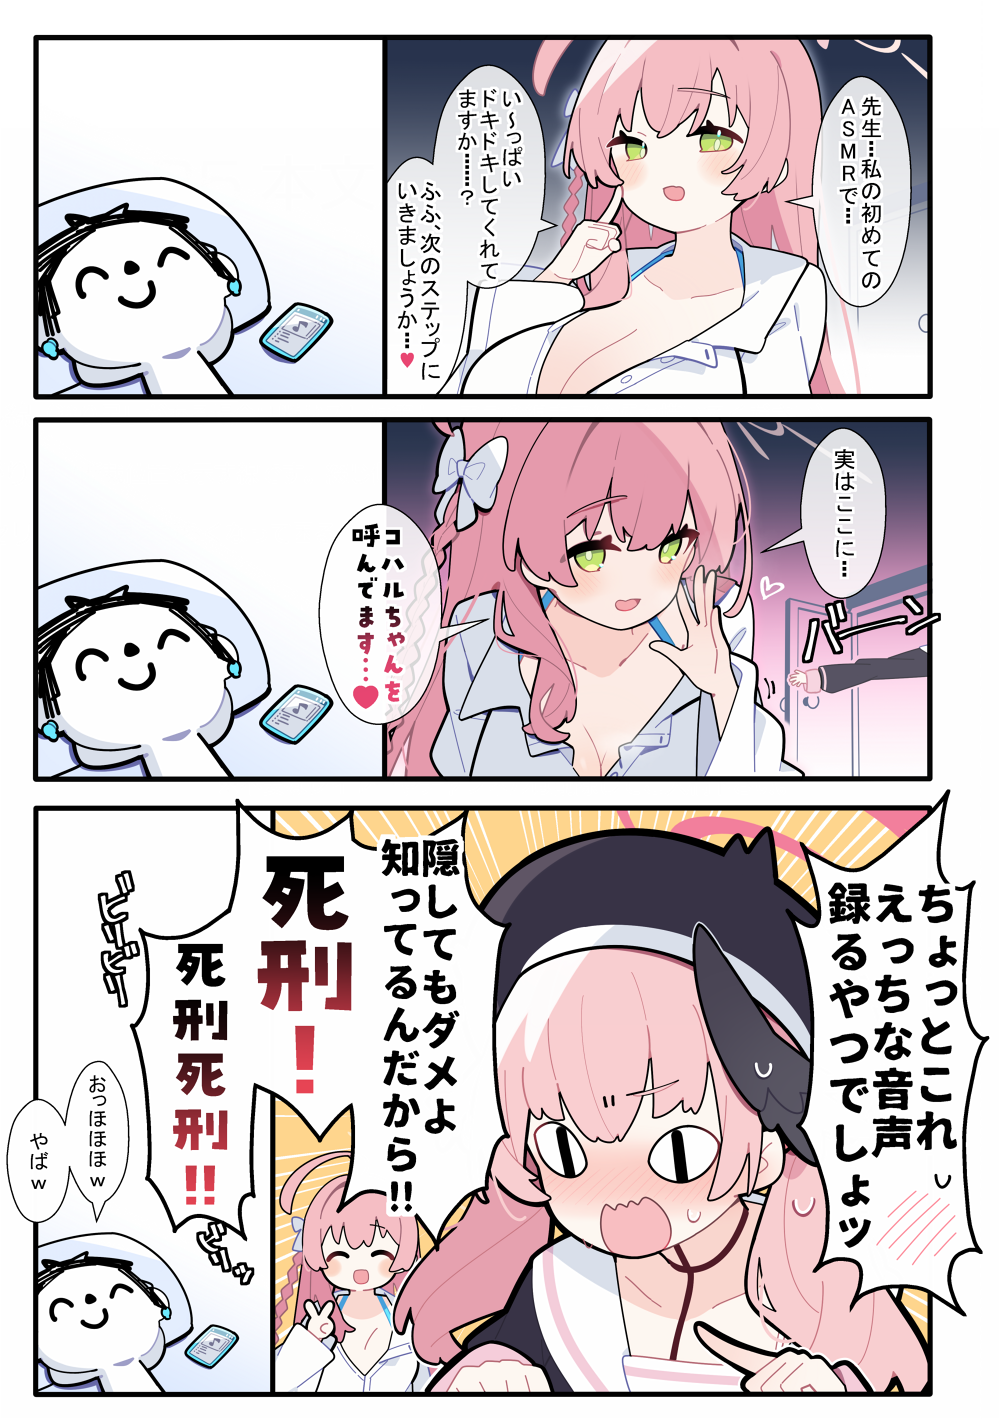 先生…私の初めての
ASMRで…
い～っぱい
ドキドキしてくれて
ますか……?
ふふ、次のステップに
いきましょうか…♥
実はここに…
バーン
コハルちゃんを
呼んでます…♥
ちょっとこれ
えっちな音声
録るやつでしょッ
隠してもダメよ
知ってるんだから!!
死刑!
死刑死刑!!
ビリビリ
ビリッ
おっほほほw
やばw